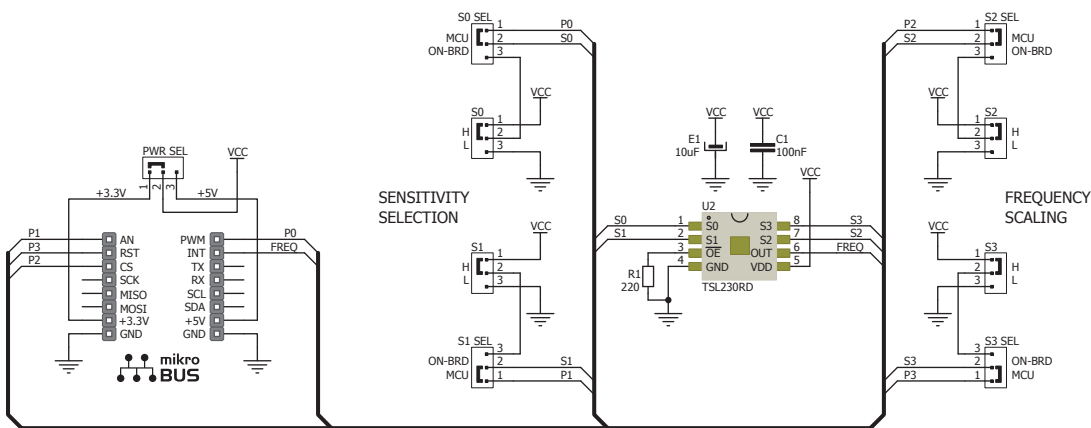 S0 SEL
1 P0
MCU 2 S0
ON-BRD 3
VCC
S0
1
H 2
L 3
SENSITIVITY
SELECTION
VCC
S1
H 1
L 2
3
S1 SEL
3
ON-BRD 2 S1
MCU 1 P1
PWR SEL
VCC
1 2 3
+3.3V +5V
P1 AN PWM P0
P3 RST INT FREQ
P2 CS TX
SCK RX
MISO SCL
MOSI SDA
+3.3V +5V
GND GND
mikro
BUS
VCC VCC
E1 C1
10uF 100nF
VCC
U2
S0 1 S0 S3 8 S3
S1 2 S1 S2 7 S2
3 OE OUT 6 FREQ
4 GND VDD 5
R1
220
TSL230RD
S2 SEL
P2 1
S2 2 MCU
3 ON-BRD
VCC
S2
1
2 H
3 L
FREQUENCY
SCALING
VCC
S3
1 H
2 L
3
S3 SEL
3
S3 2 ON-BRD
P3 1 MCU